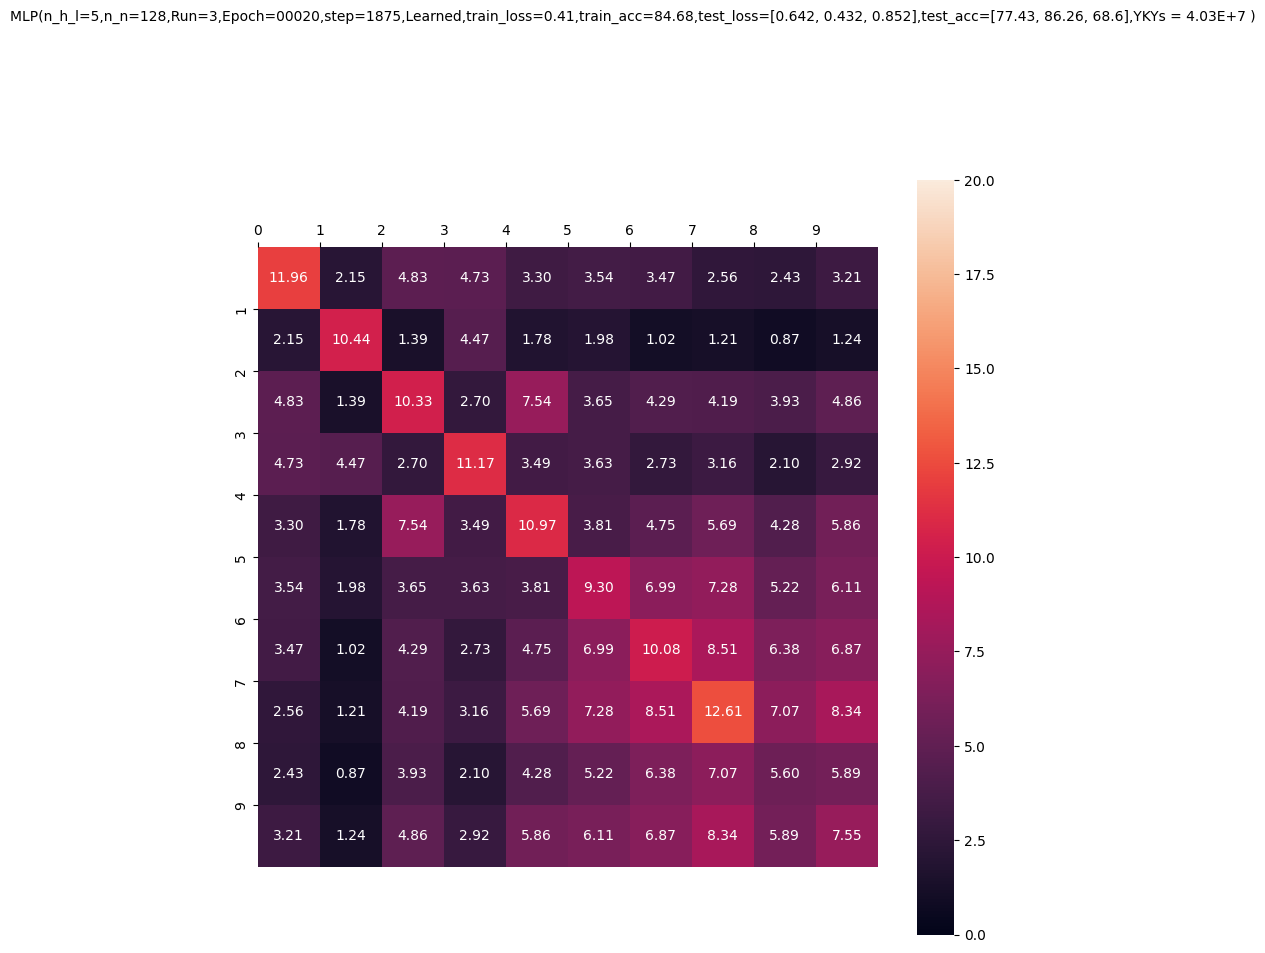 MLP(n_h_l=5,n_n=128,Run=3,Epoch=00020,step=1875,Learned,train_loss=0.41,train_acc=84.68,test_loss=[0.642, 0.432, 0.852],test_acc=[77.43, 86.26, 68.6],YKYs = 4.03E+7 )
20.0
0 1 2 3 4 5 6 7 8 9
11.96 2.15 4.83 4.73 3.30 3.54 3.47 2.56 2.43 3.21
17.5
1
2.15 10.44 1.39 4.47 1.78 1.98 1.02 1.21 0.87 1.24
15.0
2
4.83 1.39 10.33 2.70 7.54 3.65 4.29 4.19 3.93 4.86
3
4.73 4.47 2.70 11.17 3.49 3.63 2.73 3.16 2.10 2.92
12.5
4
3.30 1.78 7.54 3.49 10.97 3.81 4.75 5.69 4.28 5.86
10.0
5
3.54 1.98 3.65 3.63 3.81 9.30 6.99 7.28 5.22 6.11
6
3.47 1.02 4.29 2.73 4.75 6.99 10.08 8.51 6.38 6.87
7.5
7
2.56 1.21 4.19 3.16 5.69 7.28 8.51 12.61 7.07 8.34
8
5.0
2.43 0.87 3.93 2.10 4.28 5.22 6.38 7.07 5.60 5.89
9
3.21 1.24 4.86 2.92 5.86 6.11 6.87 8.34 5.89 7.55
2.5
0.0